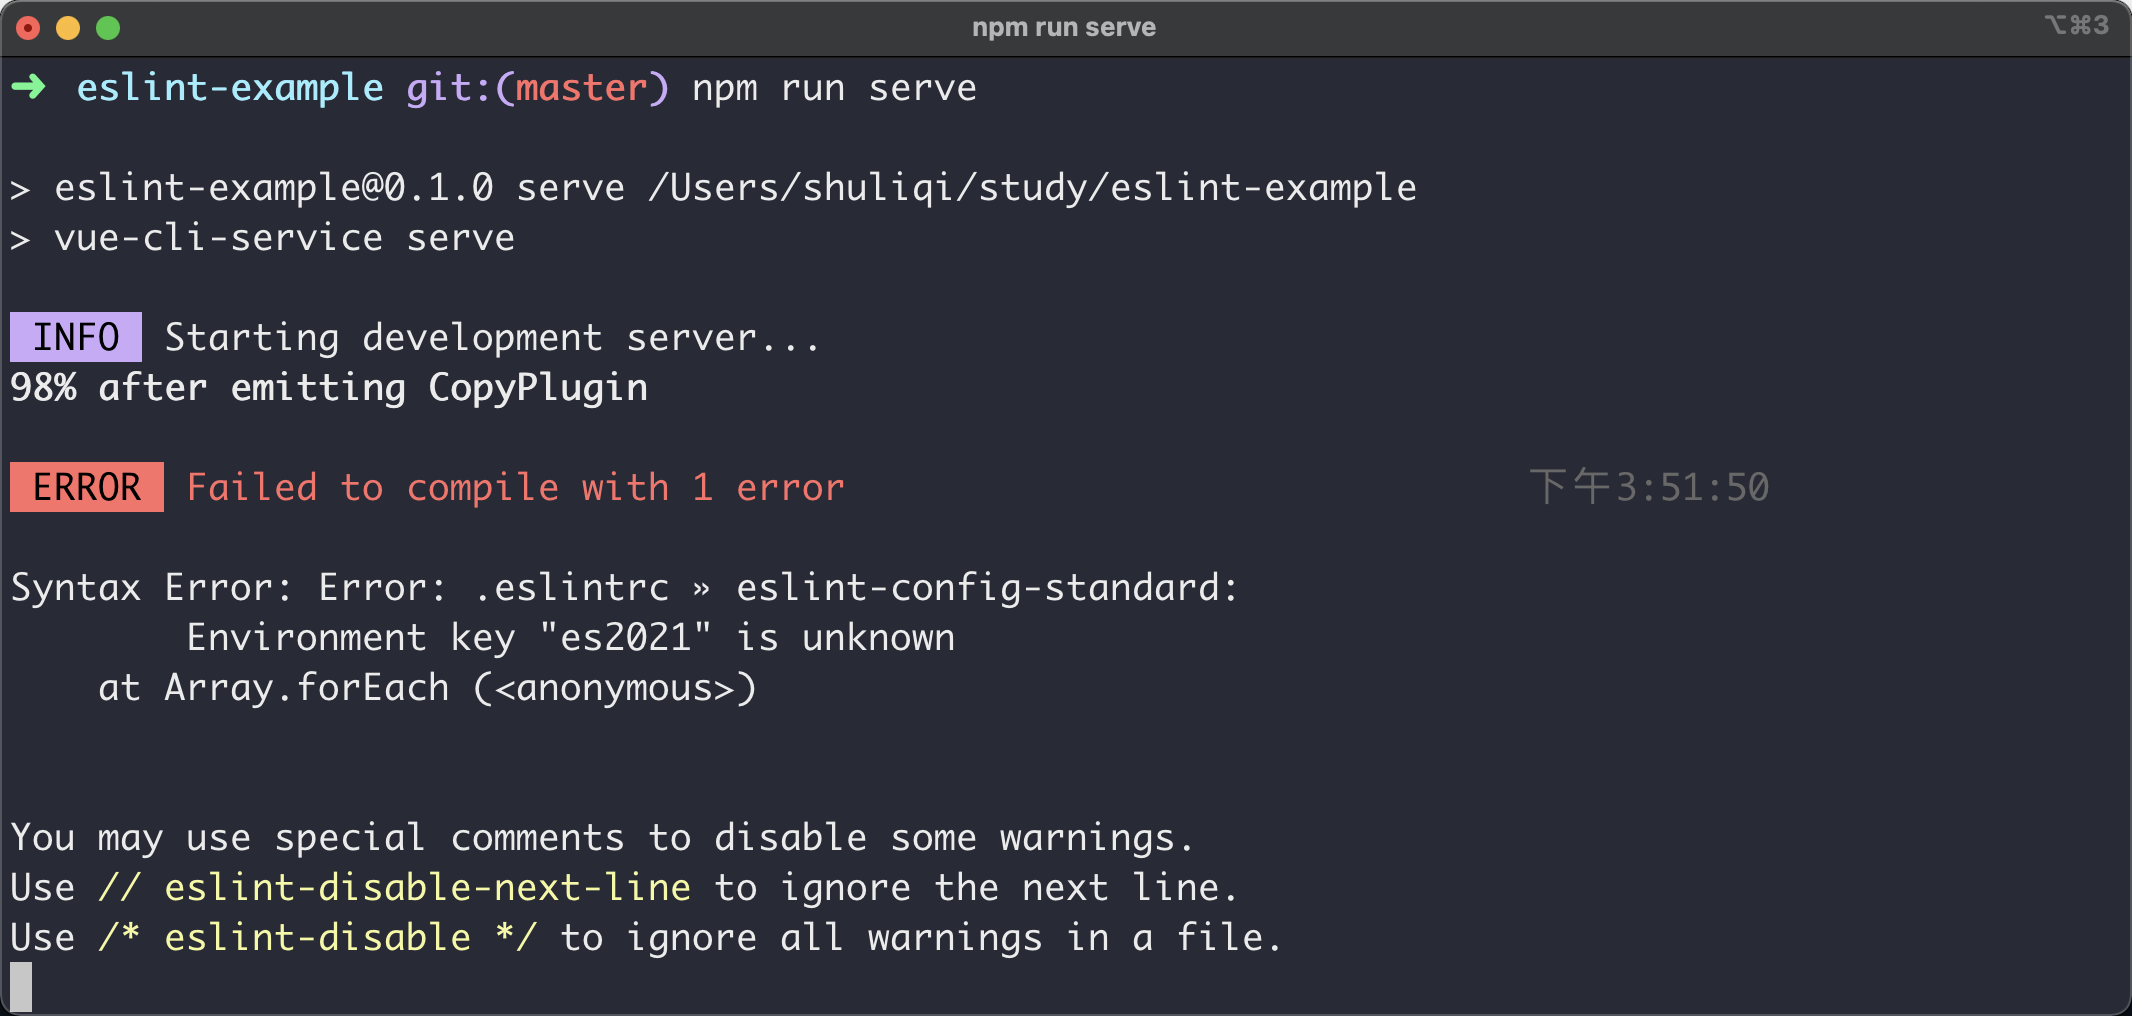 npm run serve
⌥⌘3
➜ eslint-example git:(master) npm run serve
> eslint-example@0.1.0 serve /Users/shuliqi/study/eslint-example
> vue-cli-service serve
INFO Starting development server...
98% after emitting CopyPlugin
ERROR Failed to compile with 1 error 下午3:51:50
Syntax Error: Error: .eslintrc » eslint-config-standard:
Environment key "es2021" is unknown
at Array.forEach (<anonymous>)
You may use special comments to disable some warnings.
Use // eslint-disable-next-line to ignore the next line.
Use /* eslint-disable */ to ignore all warnings in a file.